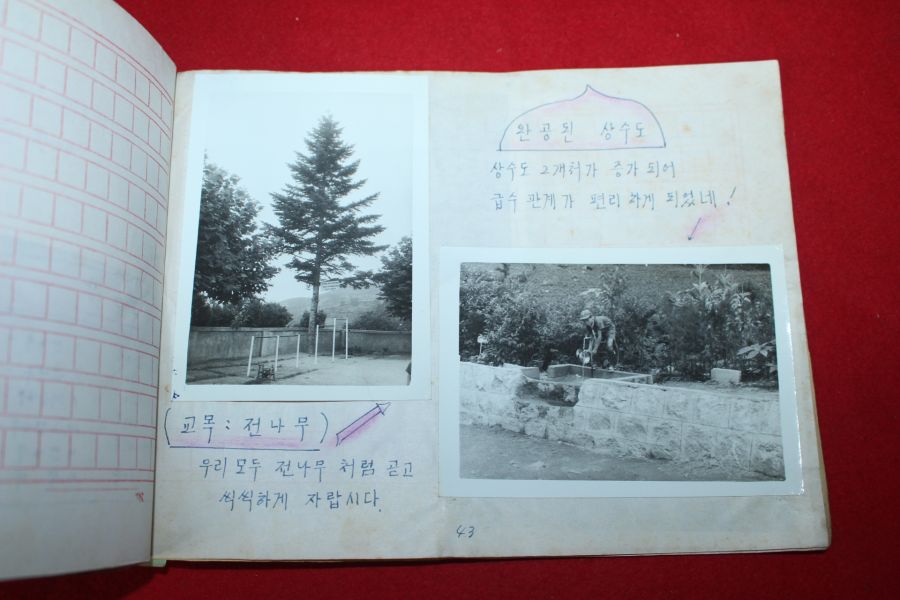 (교목 : 전나무)
우리 모두 전나무 처럼 곧고
씩씩하게 자랍시다.
완공된 상수도
상수도 2개허가 증가 되어
급수 관계가 편리 하게 되었네!
43